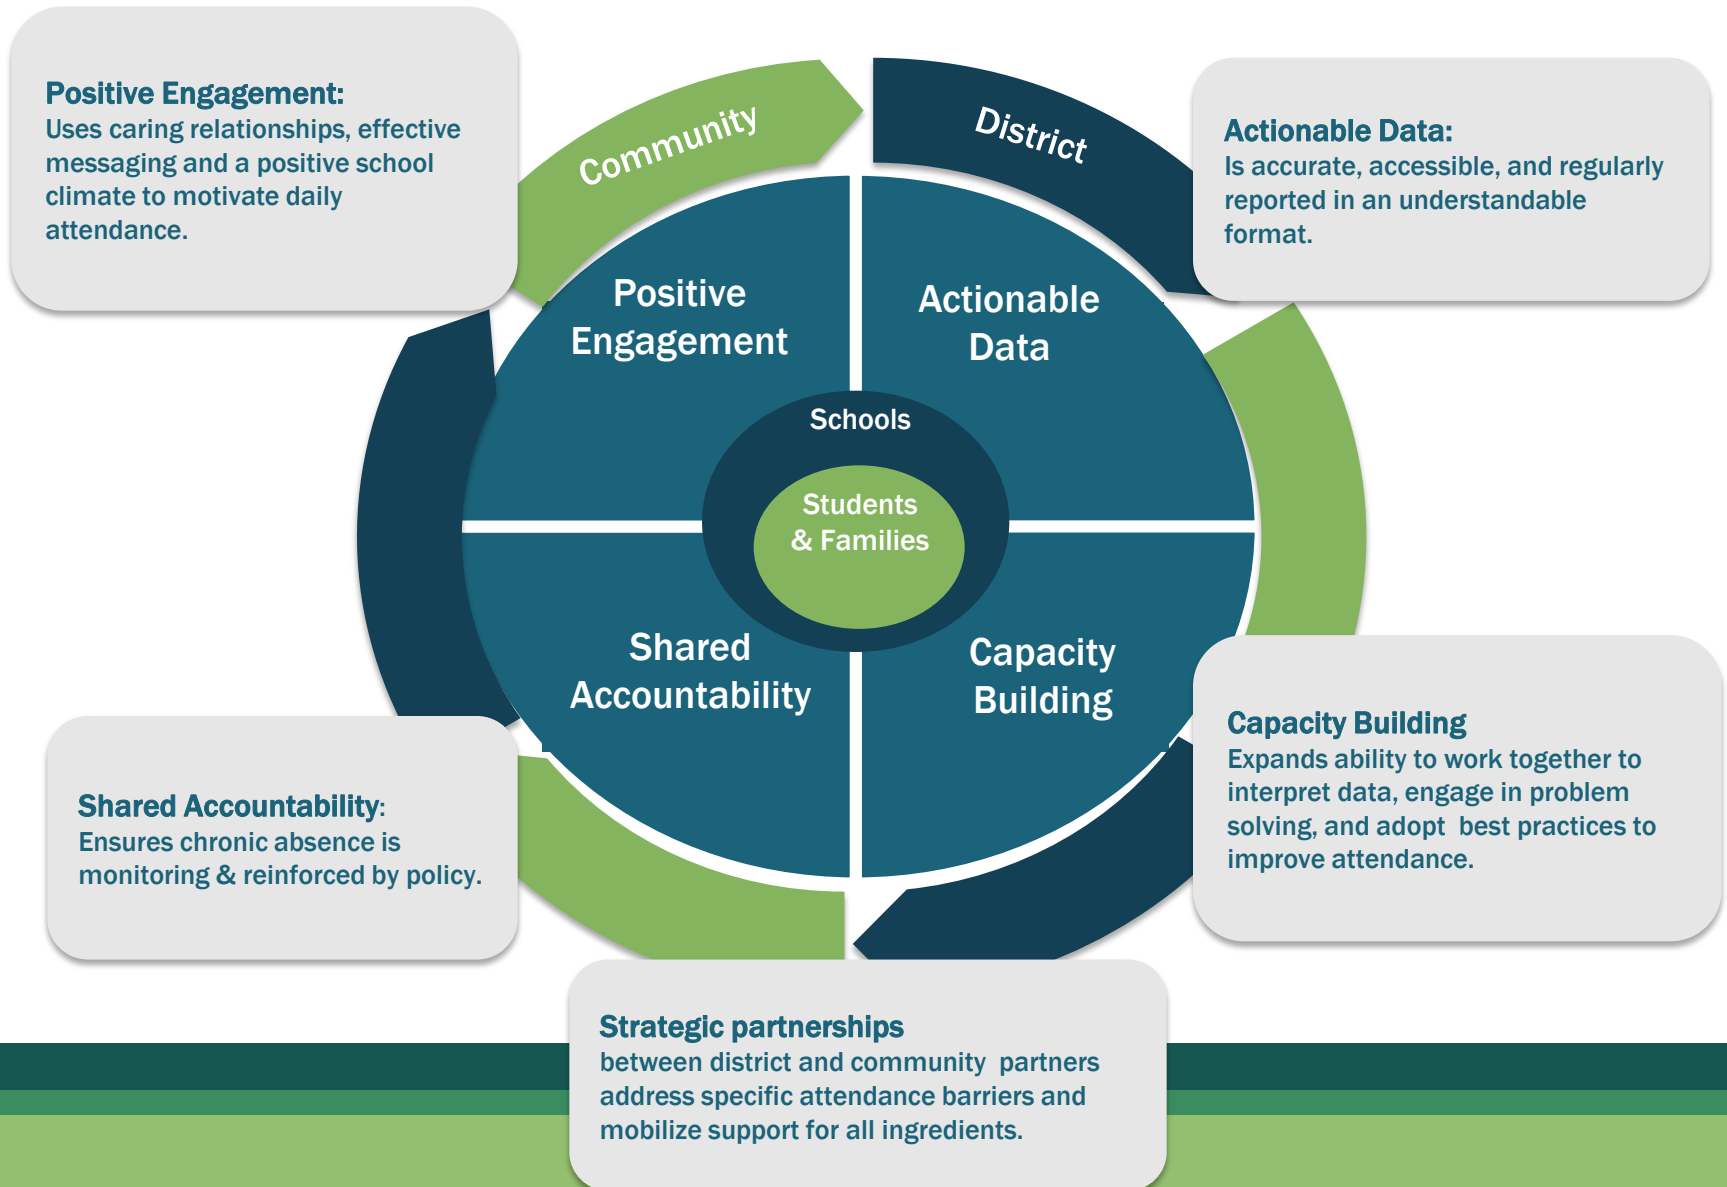 Positive Engagement:
Uses caring relationships, effective
messaging and a positive school
climate to motivate daily
attendance.
Community
District
Actionable Data:
Is accurate, accessible, and regularly
reported in an understandable
format.
Positive
Engagement
Actionable
Data
Schools
Students
& Families
Shared
Accountability
Capacity
Building
Shared Accountability:
Ensures chronic absence is
monitoring & reinforced by policy.
Capacity Building
Expands ability to work together to
interpret data, engage in problem
solving, and adopt  best practices to
improve attendance.
Strategic partnerships
between district and community  partners
address specific attendance barriers and
mobilize support for all ingredients.